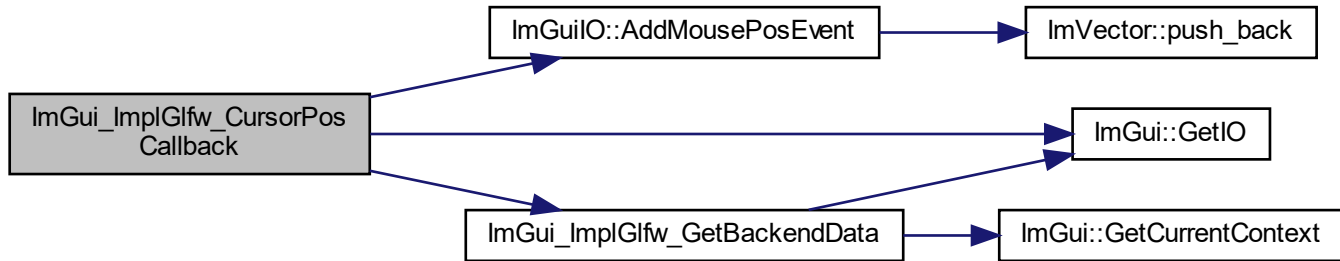 ImGui_ImplGlfw_CursorPos
Callback
ImGuiIO::AddMousePosEvent
ImVector::push_back
ImGui::GetIO
ImGui_ImplGlfw_GetBackendData
ImGui::GetCurrentContext